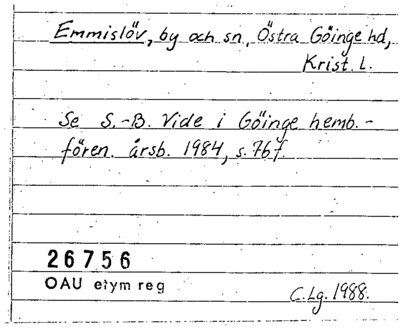 Emmislöv, by och sn, Östra Göinge hd,
Krist. l.
Se S.-B. Vide i Göinge hemb.-
fören. årsb. 1984, s. 76 f.
26756
OAU etym reg
C.Lg. 1988.